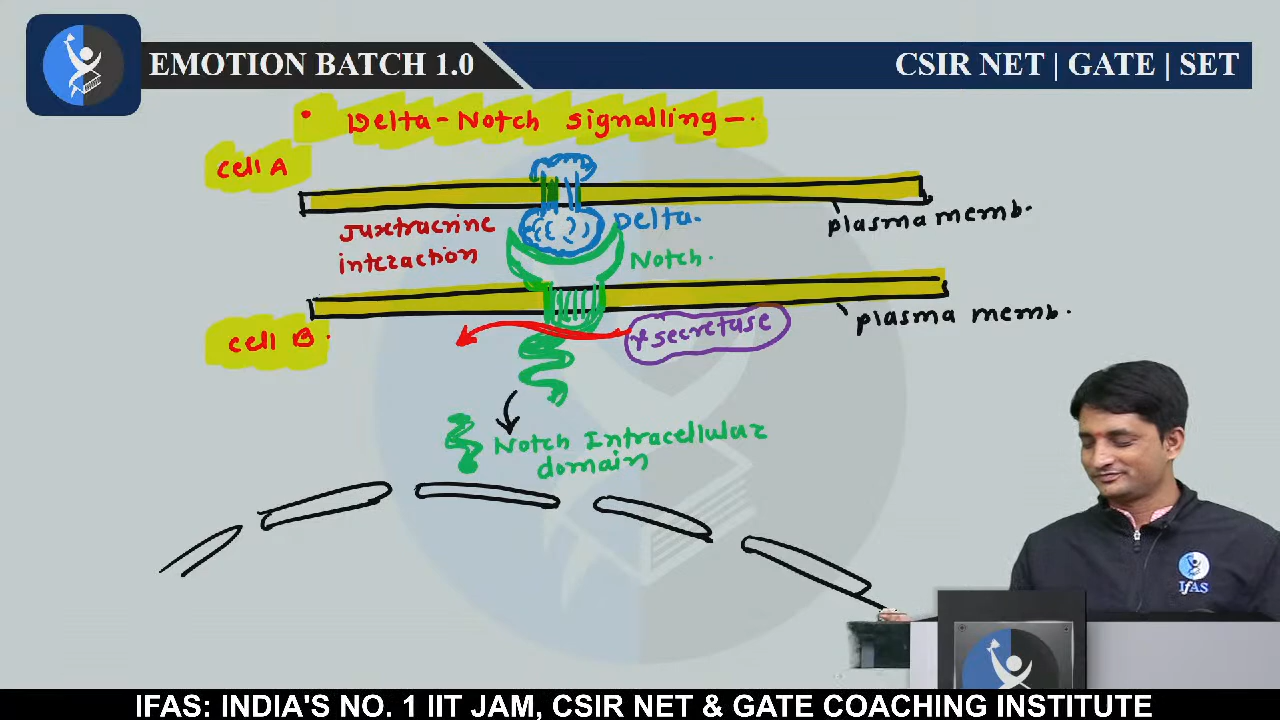 EMOTION BATCH 1.0
CSIR NET | GATE | SET
• Delta-Notch signalling –.
cell A
Juxtracrine
interaction
Delta.
plasma memb.
Notch.
cell B.
γ secretase
plasma memb.
Notch Intracellular
domain
IFAS
IFAS: INDIA'S NO. 1 IIT JAM, CSIR NET & GATE COACHING INSTITUTE